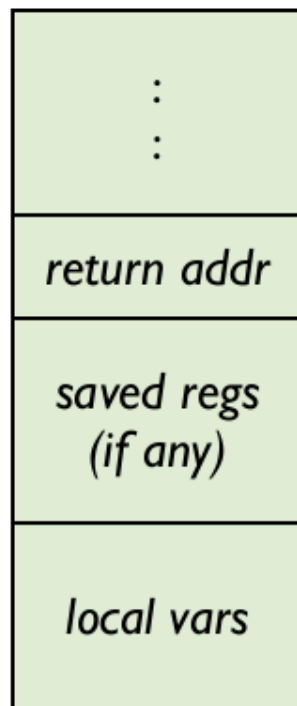 :
:
return addr
saved regs
(if any)
local vars